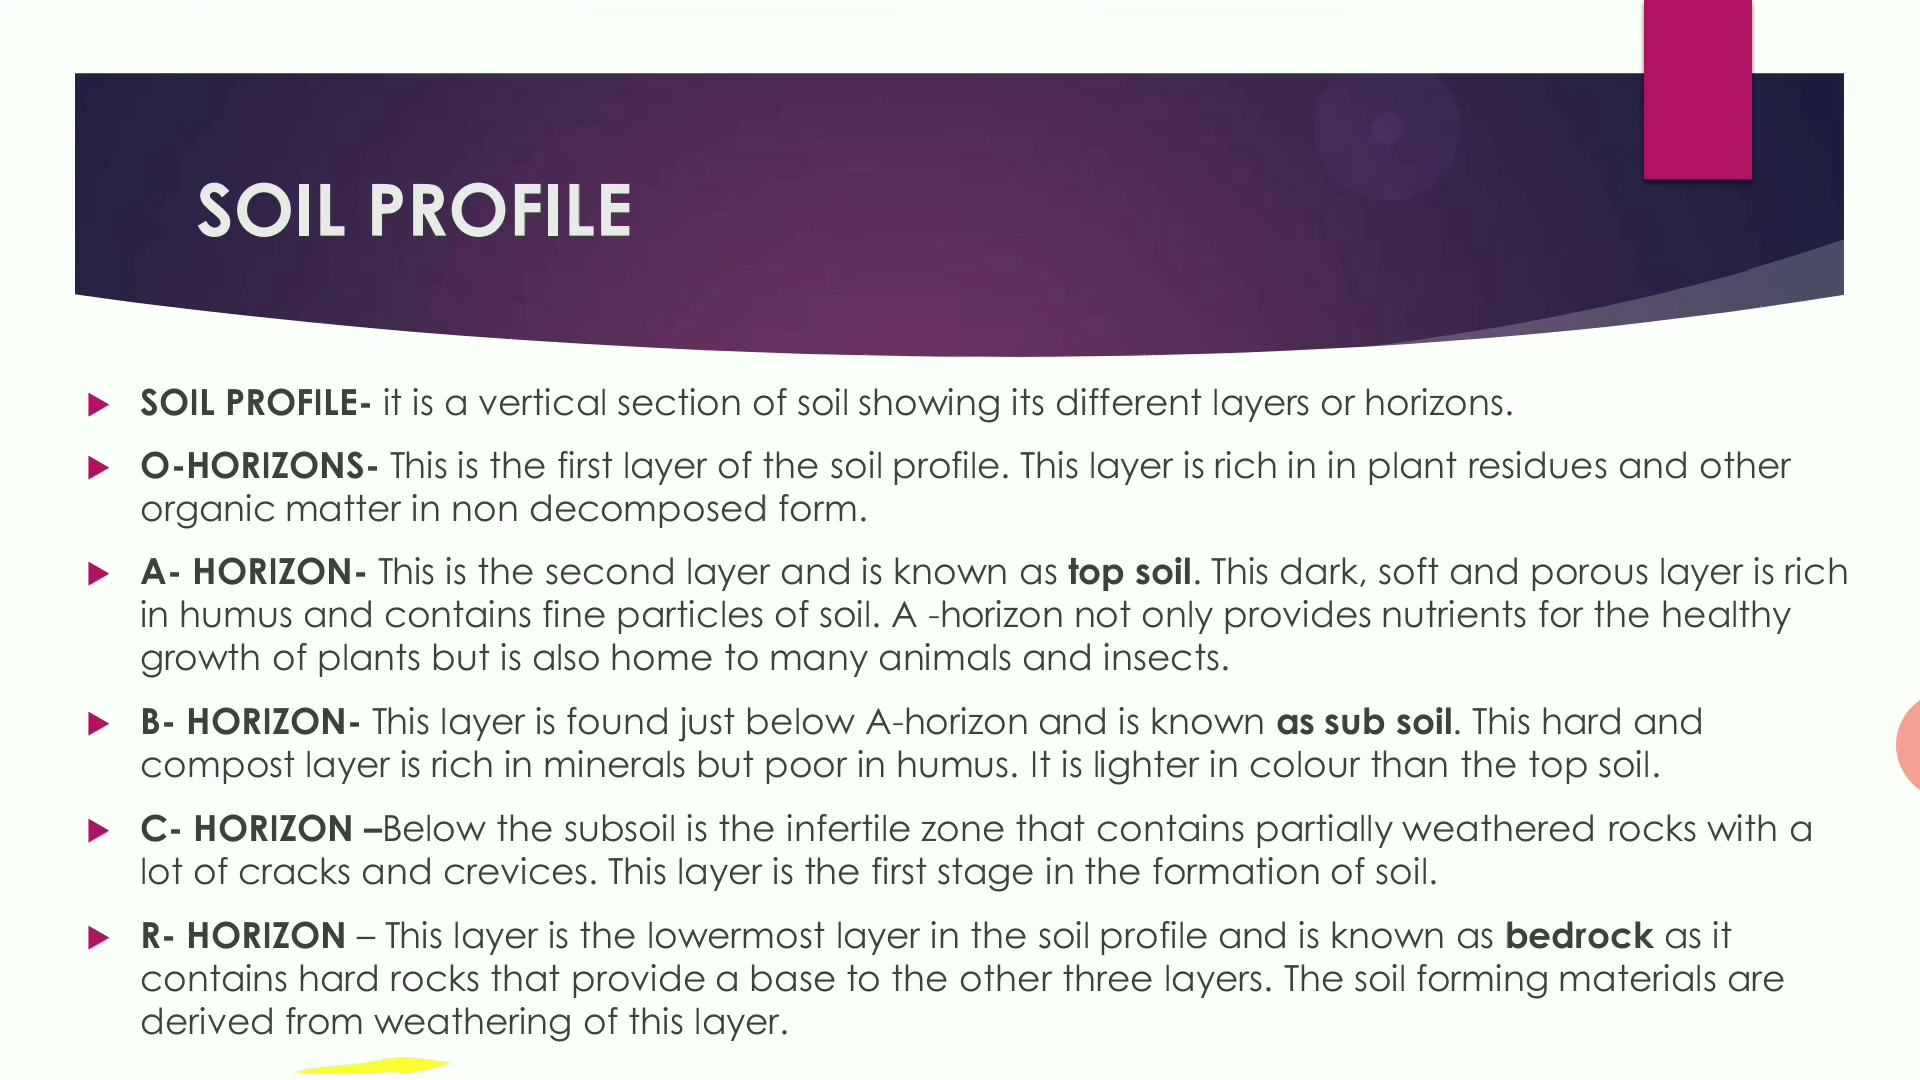 SOIL PROFILE
SOIL PROFILE- it is a vertical section of soil showing its different layers or horizons.
O-HORIZONS- This is the first layer of the soil profile. This layer is rich in in plant residues and other
organic matter in non decomposed form.
A- HORIZON- This is the second layer and is known as top soil. This dark, soft and porous layer is rich
in humus and contains fine particles of soil. A -horizon not only provides nutrients for the healthy
growth of plants but is also home to many animals and insects.
B- HORIZON- This layer is found just below A-horizon and is known as sub soil. This hard and
compost layer is rich in minerals but poor in humus. It is lighter in colour than the top soil.
C- HORIZON –Below the subsoil is the infertile zone that contains partially weathered rocks with a
lot of cracks and crevices. This layer is the first stage in the formation of soil.
R- HORIZON – This layer is the lowermost layer in the soil profile and is known as bedrock as it
contains hard rocks that provide a base to the other three layers. The soil forming materials are
derived from weathering of this layer.